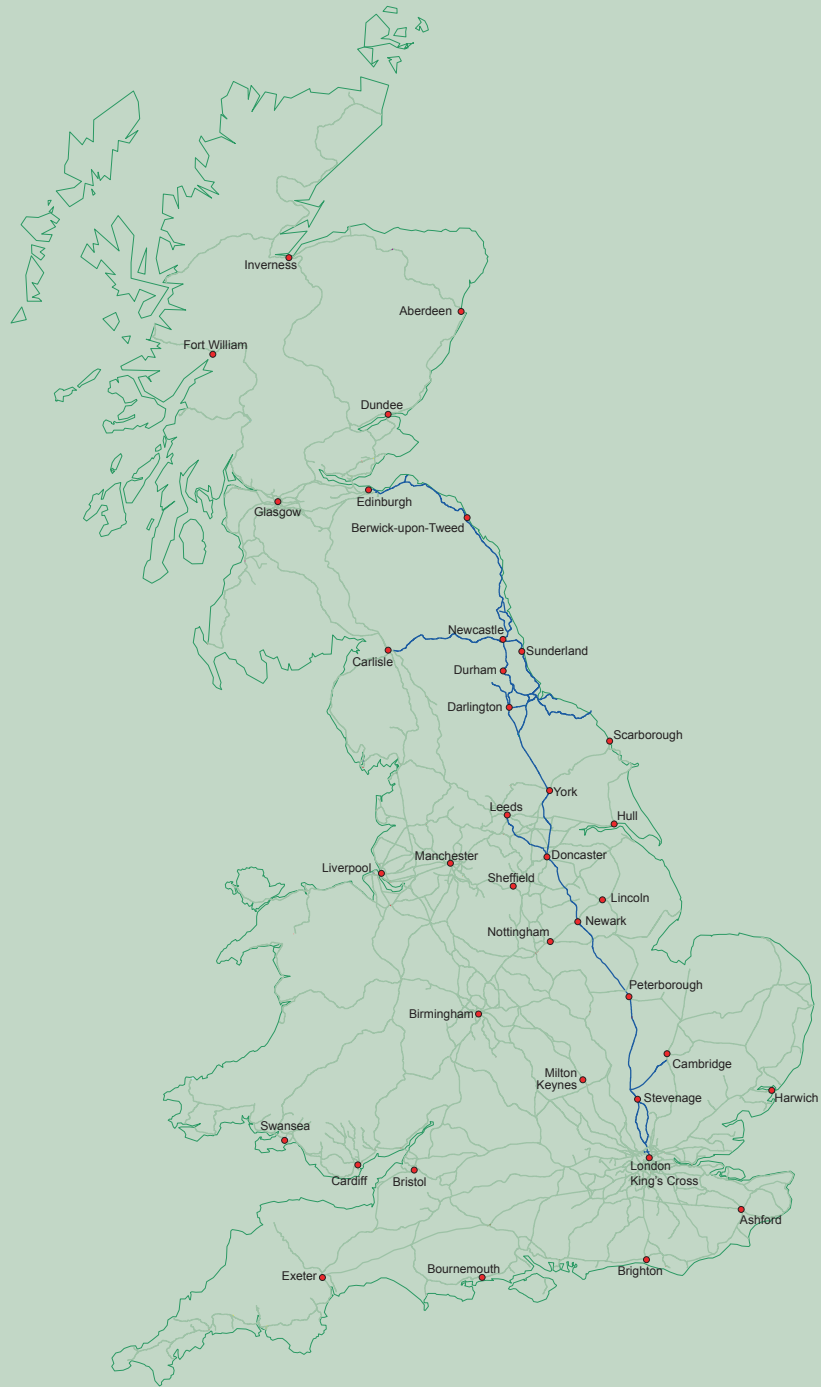 Inverness
Aberdeen
Fort William
Dundee
Edinburgh
Glasgow
Berwick-upon-Tweed
Newcastle
Sunderland
Carlisle
Durham
Darlington
Scarborough
York
Leeds
Hull
Doncaster
Manchester
Liverpool
Sheffield
Lincoln
Newark
Nottingham
Peterborough
Birmingham
Cambridge
Milton
Keynes
Stevenage
Harwich
Swansea
London
King's Cross
Cardiff
Bristol
Ashford
Exeter
Bournemouth
Brighton